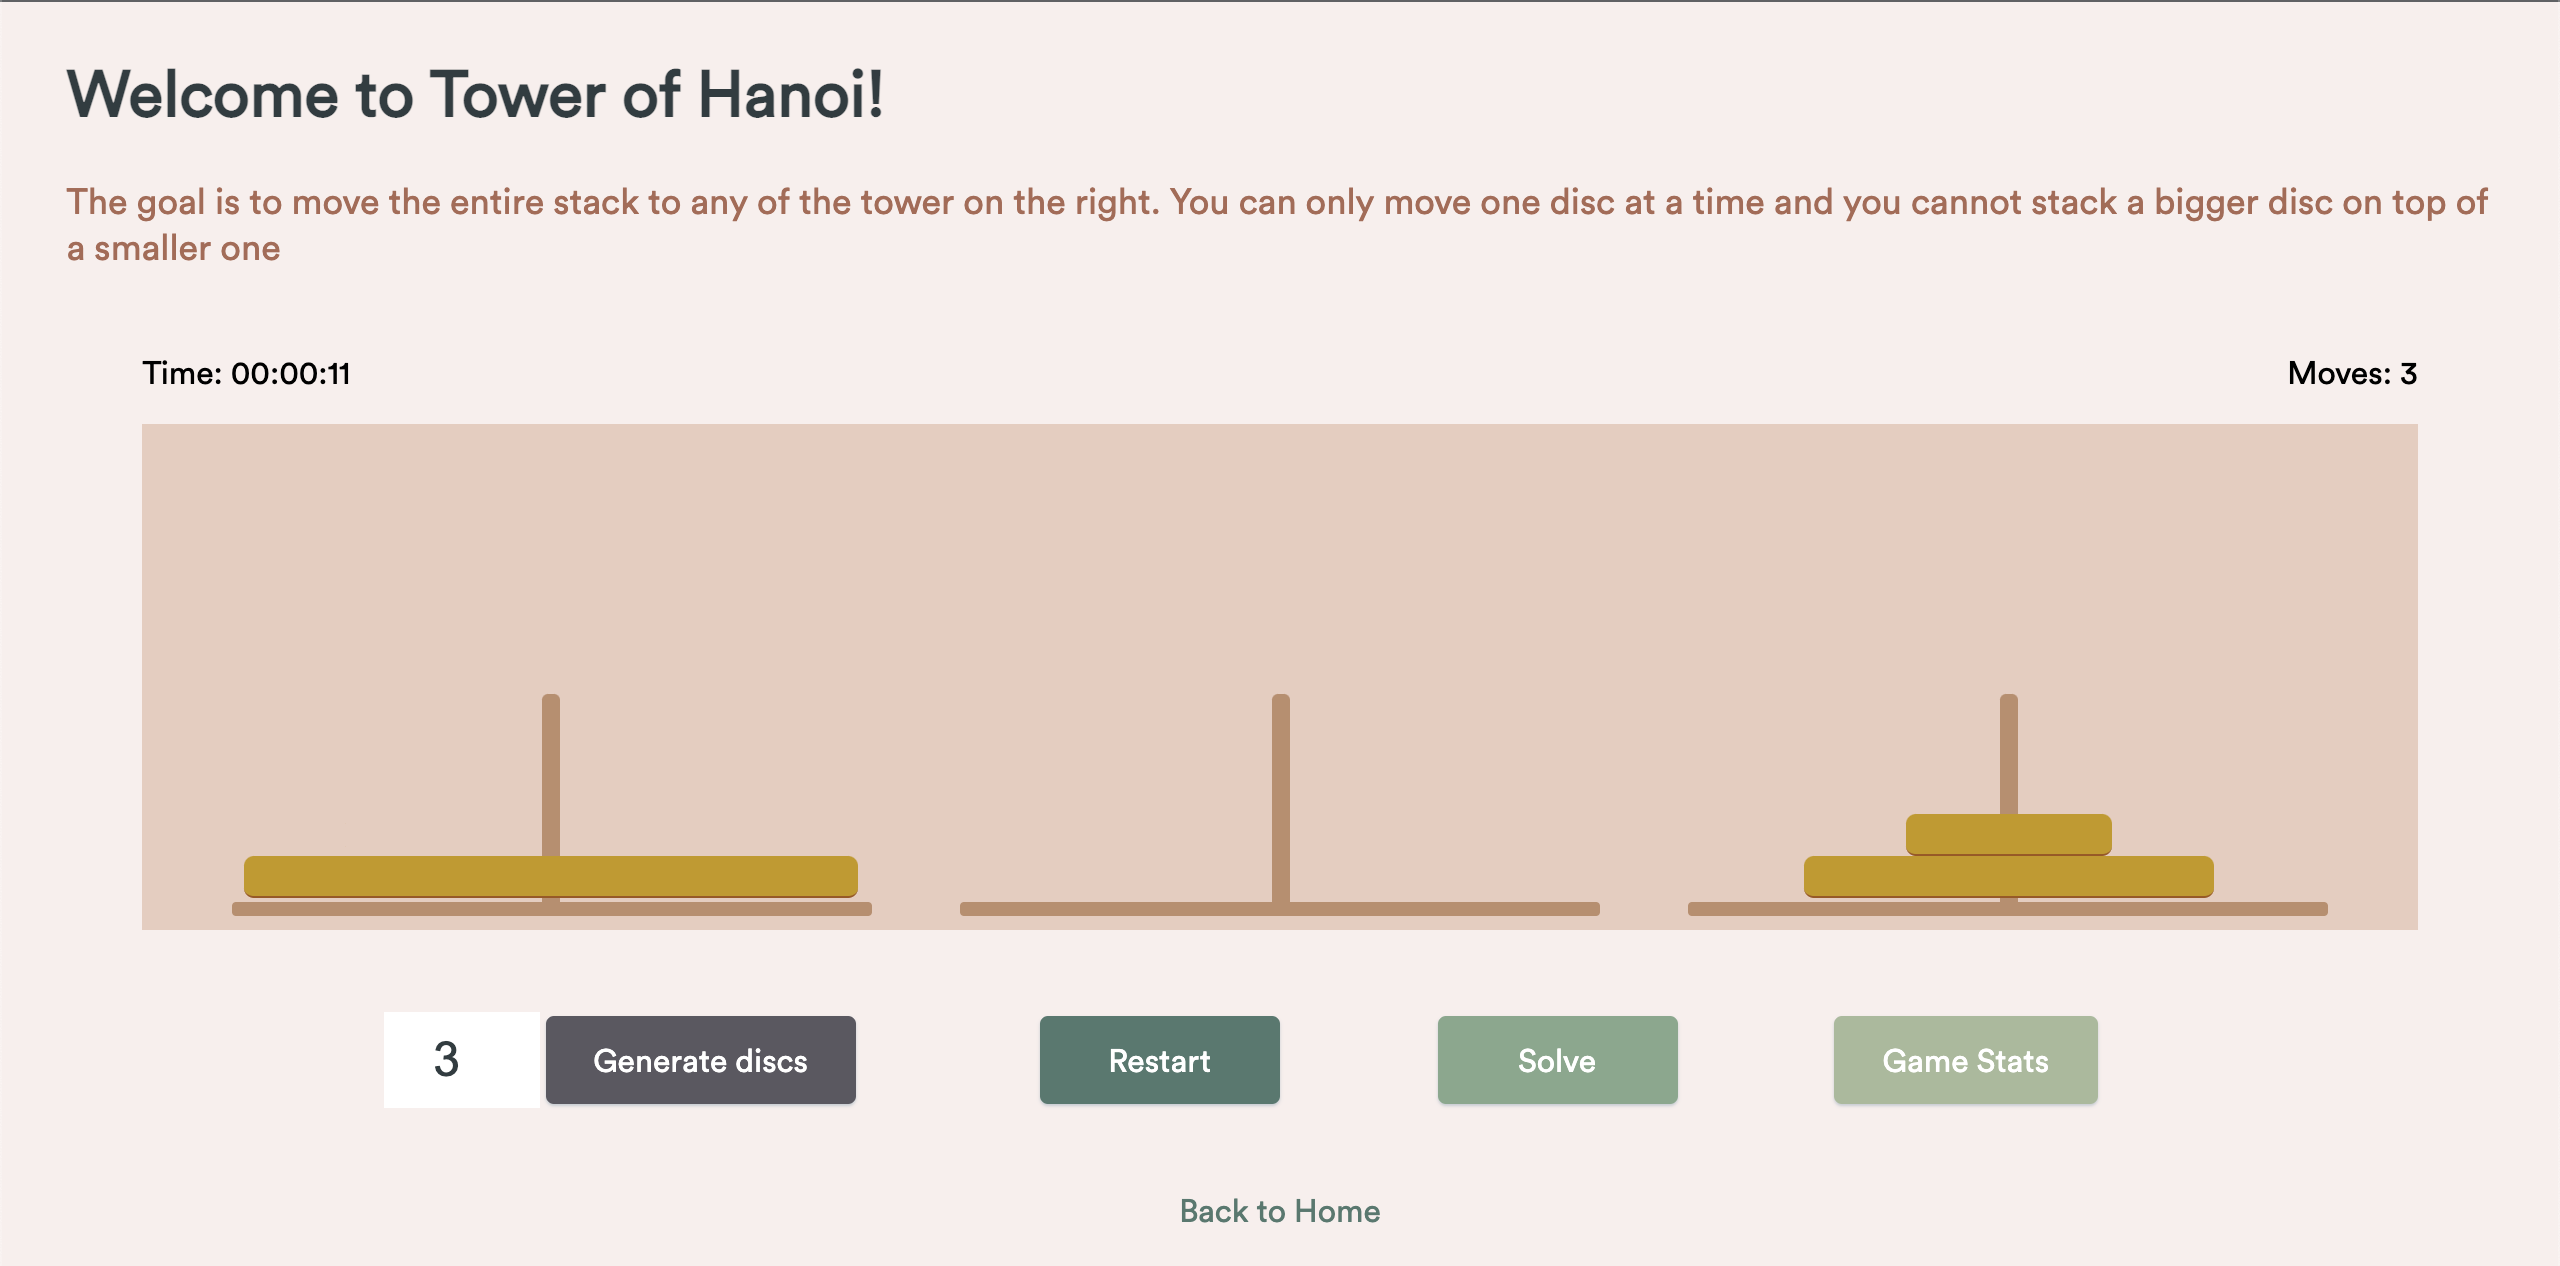 Welcome to Tower of Hanoi!
The goal is to move the entire stack to any of the tower on the right. You can only move one disc at a time and you cannot stack a bigger disc on top of
a smaller one
Time: 00:00:11
Moves: 3
3
Generate discs
Restart
Solve
Game Stats
Back to Home